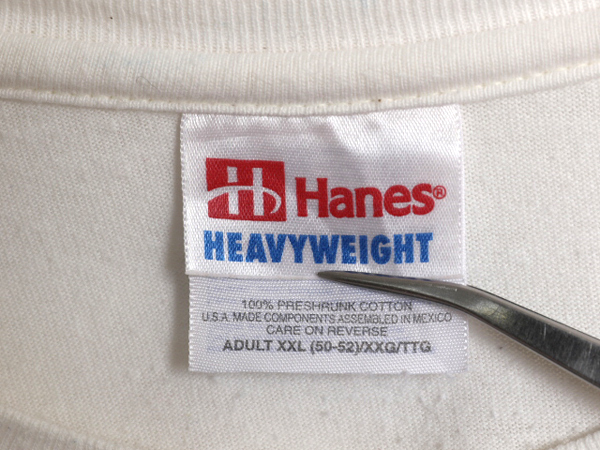 H Hanes®
HEAVYWEIGHT
100% PRESHRUNK COTTON
U.S.A. MADE COMPONENTS ASSEMBLED IN MEXICO
CARE ON REVERSE
ADULT XXL (50-52)/XXG/TTG